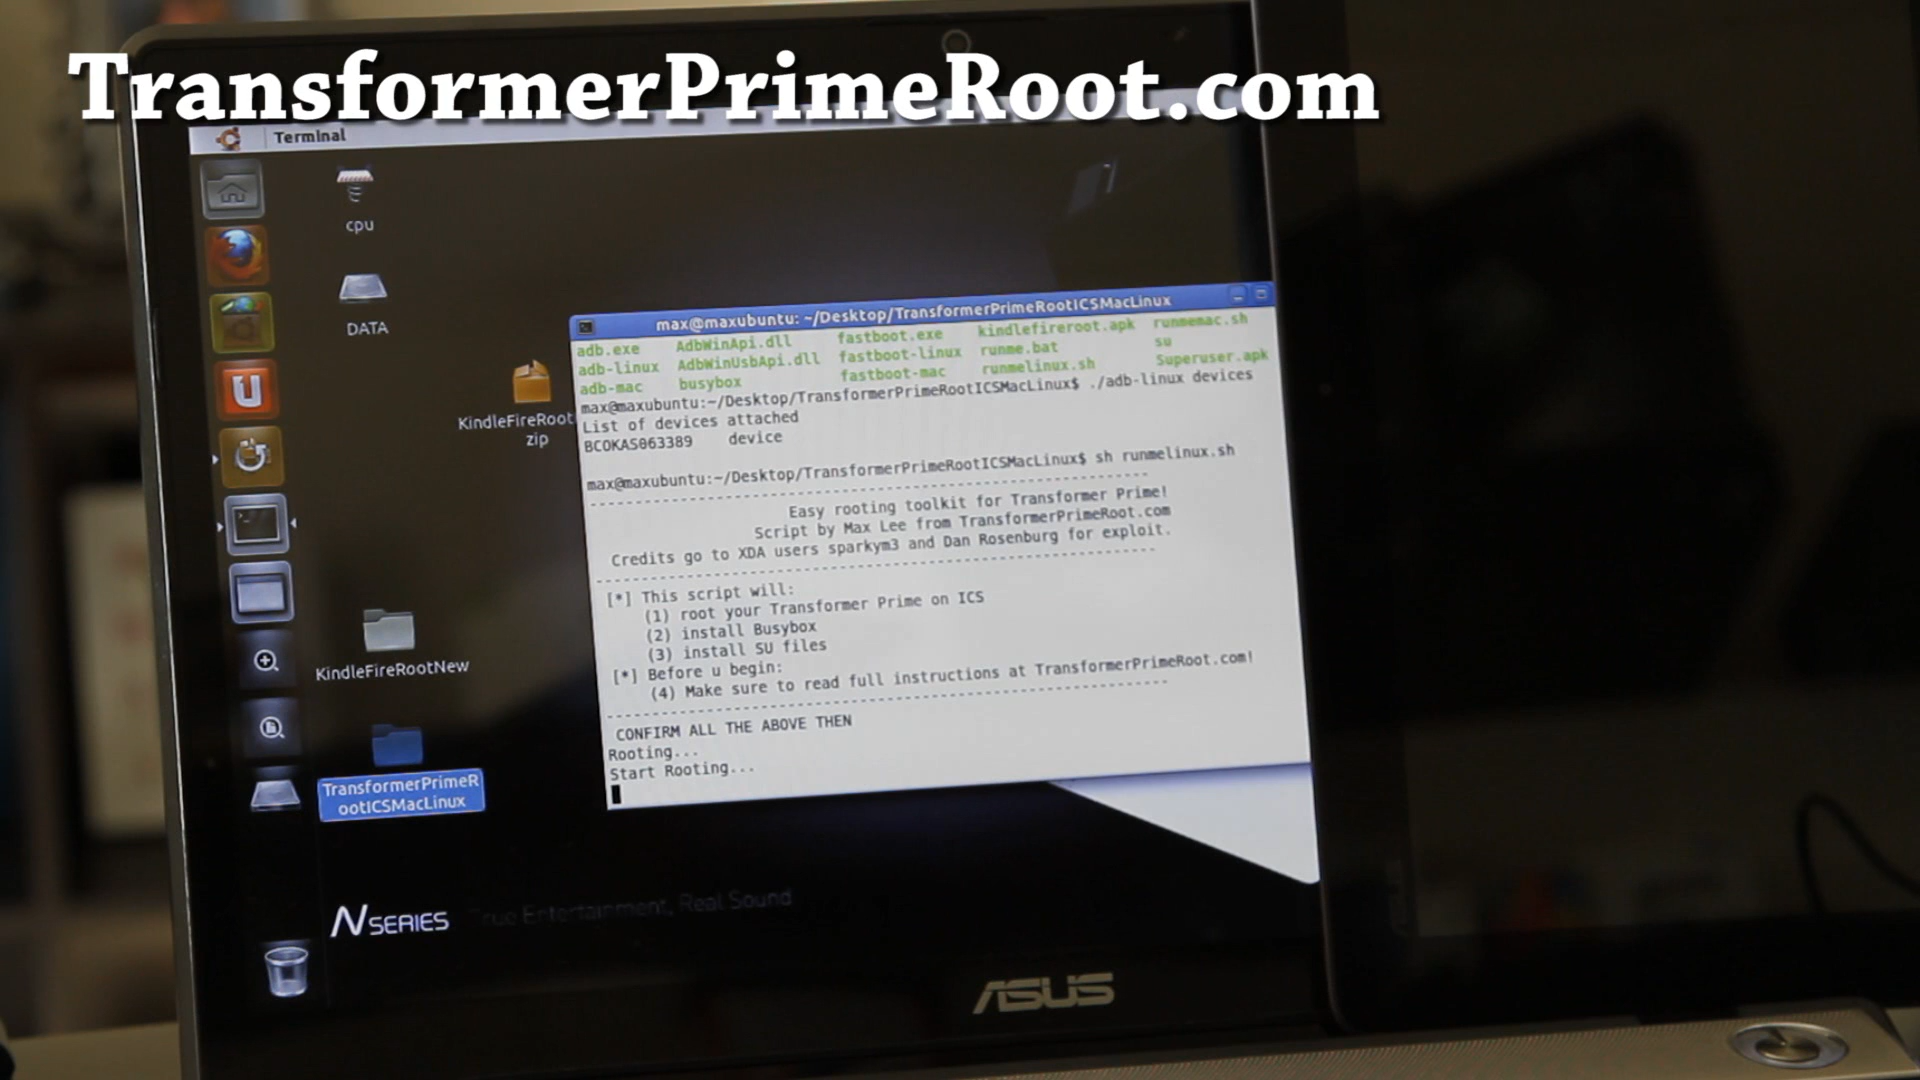 TransformerPrimeRoot.com
Terminal
cpu
DATA
KindleFireRoot
zip
KindleFireRootNew
TransformerPrimeR
ootICSMacLinux
max@maxubuntu: ~/Desktop/TransformerPrimeRootICSMacLinux
adb.exe AdbWinApi.dll fastboot.exe kindlefireroot.apk runmemac.sh
adb-linux AdbWinUsbApi.dll fastboot-linux runme.bat su
adb-mac busybox fastboot-mac runmelinux.sh Superuser.apk
max@maxubuntu:~/Desktop/TransformerPrimeRootICSMacLinux$ ./adb-linux devices
List of devices attached
BCOKAS063389 device
max@maxubuntu:~/Desktop/TransformerPrimeRootICSMacLinux$ sh runmelinux.sh
---------------------------------------------------------------
Easy rooting toolkit for Transformer Prime!
Script by Max Lee from TransformerPrimeRoot.com
Credits go to XDA users sparkym3 and Dan Rosenburg for exploit.
---------------------------------------------------------------
[*] This script will:
(1) root your Transformer Prime on ICS
(2) install Busybox
(3) install SU files
[*] Before u begin:
(4) Make sure to read full instructions at TransformerPrimeRoot.com!
---------------------------------------------------------------
CONFIRM ALL THE ABOVE THEN
Rooting...
Start Rooting...
N SERIES True Entertainment, Real Sound
ASUS